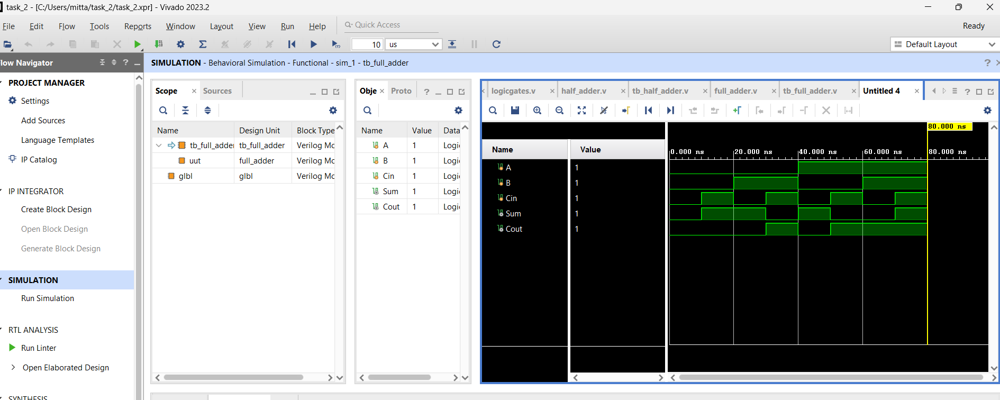 task_2 - [C:/Users/mitta/task_2/task_2.xpr] - Vivado 2023.2
File Edit Flow Tools Reports Window Layout View Run Help Quick Access Ready
10 us Default Layout
low Navigator
SIMULATION - Behavioral Simulation - Functional - sim_1 - tb_full_adder
PROJECT MANAGER
Settings
Add Sources
Language Templates
IP Catalog
IP INTEGRATOR
Create Block Design
Open Block Design
Generate Block Design
SIMULATION
Run Simulation
RTL ANALYSIS
Run Linter
Open Elaborated Design
SYNTHESIS
Scope Sources
Name Design Unit Block Type
tb_full_adder tb_full_adder Verilog Mo
uut full_adder Verilog Mo
glbl glbl Verilog Mo
Obje Proto
Name Value Data
A 1 Logi
B 1 Logi
Cin 1 Logi
Sum 1 Logi
Cout 1 Logi
logicgates.v half_adder.v tb_half_adder.v full_adder.v tb_full_adder.v Untitled 4
80.000 ns
Name Value
0.000 ns 20.000 ns 40.000 ns 60.000 ns 80.000 ns
A 1
B 1
Cin 1
Sum 1
Cout 1